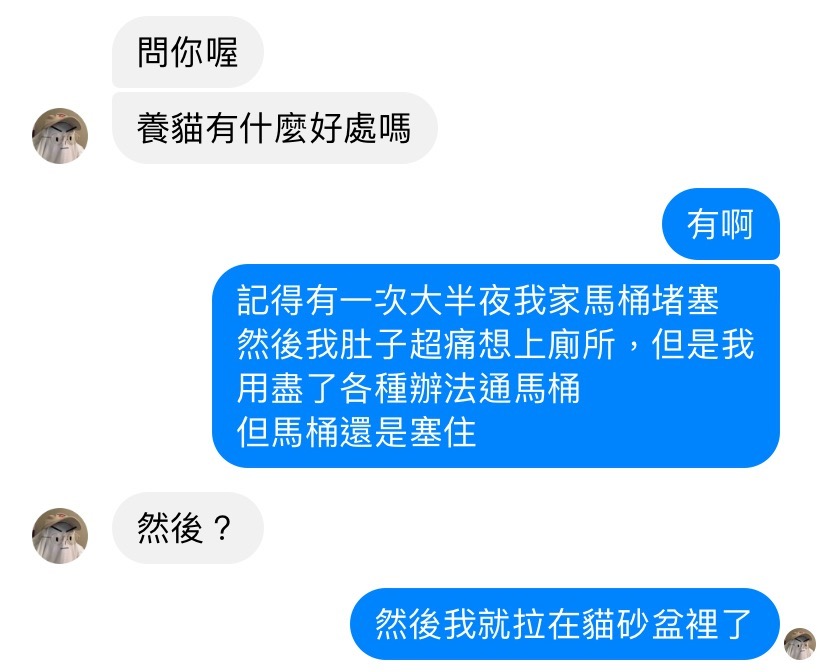 問你喔
養貓有什麼好處嗎
有啊
記得有一次大半夜我家馬桶堵塞
然後我肚子超痛想上廁所，但是我
用盡了各種辦法通馬桶
但馬桶還是塞住
然後？
然後我就拉在貓砂盆裡了